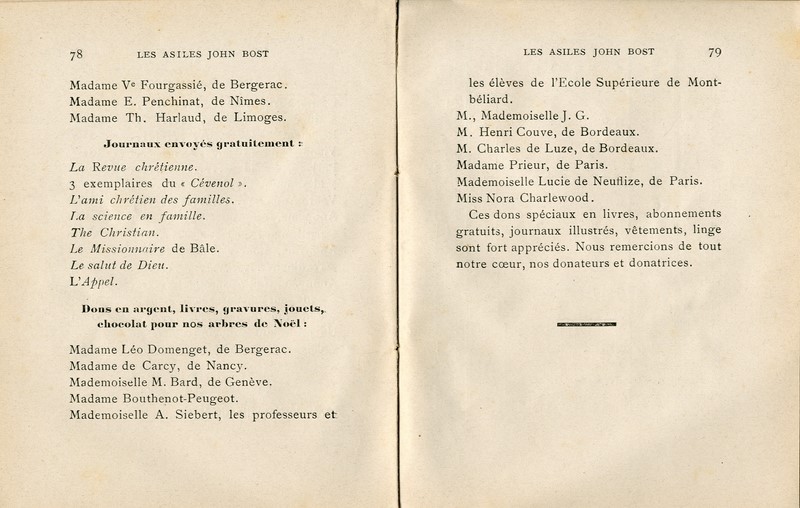 78 LES ASILES JOHN BOST
Madame Vᵉ Fourgassié, de Bergerac.
Madame E. Penchinat, de Nîmes.
Madame Th. Harlaud, de Limoges.
Journaux envoyés gratuitement :
La Revue chrétienne.
3 exemplaires du « Cévenol ».
L'ami chrétien des familles.
La science en famille.
The Christian.
Le Missionnaire de Bâle.
Le salut de Dieu.
L'Appel.
Dons en argent, livres, gravures, jouets,
chocolat pour nos arbres de Noël :
Madame Léo Domenget, de Bergerac.
Madame de Carcy, de Nancy.
Mademoiselle M. Bard, de Genève.
Madame Bouthenot-Peugeot.
Mademoiselle A. Siebert, les professeurs et
LES ASILES JOHN BOST 79
les élèves de l'Ecole Supérieure de Mont-
béliard.
M., Mademoiselle J. G.
M. Henri Couve, de Bordeaux.
M. Charles de Luze, de Bordeaux.
Madame Prieur, de Paris.
Mademoiselle Lucie de Neuflize, de Paris.
Miss Nora Charlewood.
Ces dons spéciaux en livres, abonnements
gratuits, journaux illustrés, vêtements, linge
sont fort appréciés. Nous remercions de tout
notre cœur, nos donateurs et donatrices.